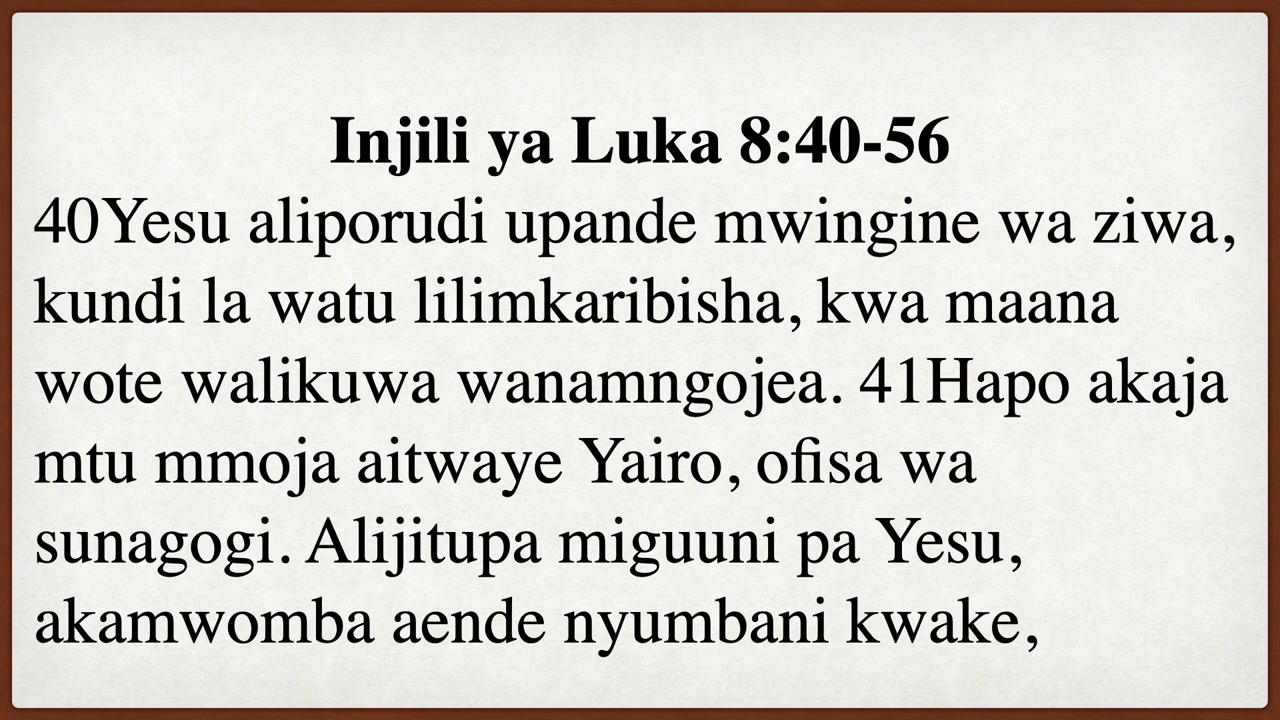 Injili ya Luka 8:40-56
40Yesu aliporudi upande mwingine wa ziwa,
kundi la watu lilimkaribisha, kwa maana
wote walikuwa wanamngojea. 41Hapo akaja
mtu mmoja aitwaye Yairo, ofisa wa
sunagogi. Alijitupa miguuni pa Yesu,
akamwomba aende nyumbani kwake,